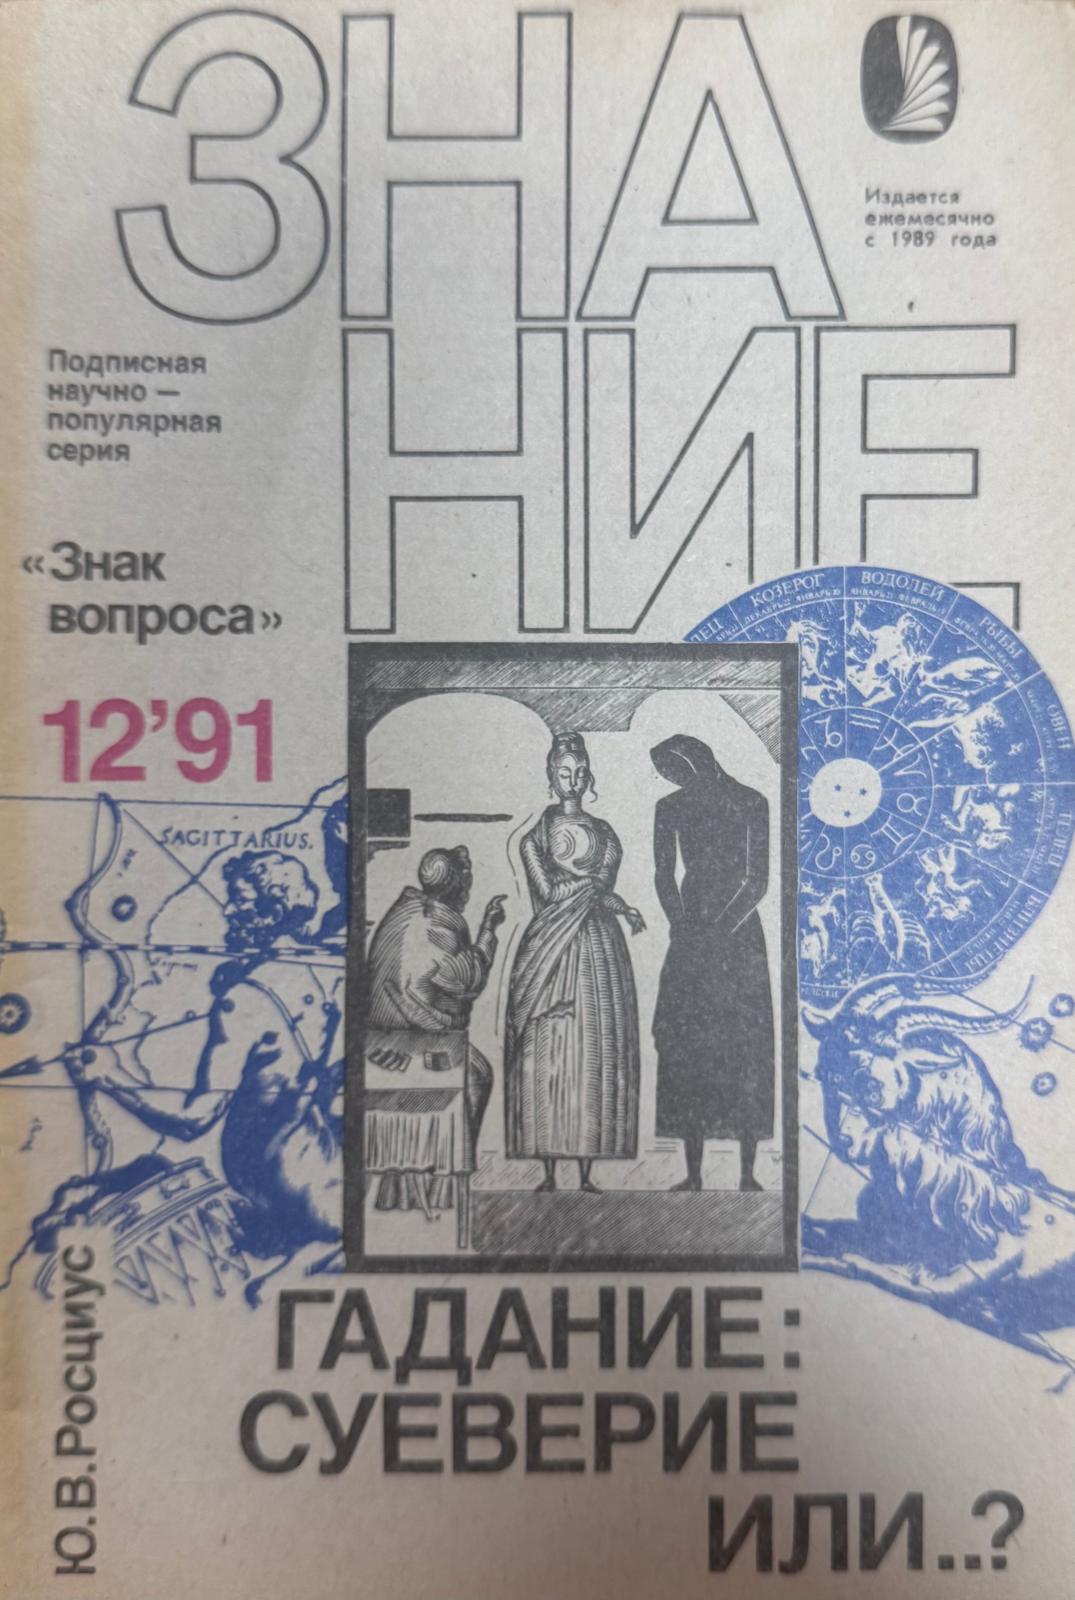 ЗНА
НИЕ
Издается
ежемесячно
с 1989 года
Подписная
научно —
популярная
серия
«Знак
вопроса»
12’91
КОЗЕРОГ
ВОДОЛЕЙ
РЫБЫ
ОВЕН
ТЕЛЕЦ
БЛИЗНЕЦЫ
SAGITTARIUS.
Ю.В.Росциус
ГАДАНИЕ:
СУЕВЕРИЕ
ИЛИ..?